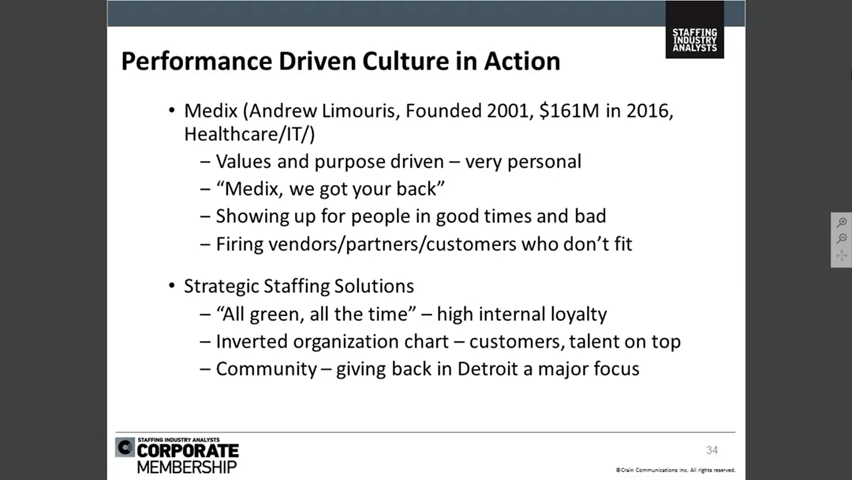 STAFFING
INDUSTRY
ANALYSTS
Performance Driven Culture in Action
• Medix (Andrew Limouris, Founded 2001, $161M in 2016,
Healthcare/IT/)
– Values and purpose driven – very personal
– “Medix, we got your back”
– Showing up for people in good times and bad
– Firing vendors/partners/customers who don’t fit
• Strategic Staffing Solutions
– “All green, all the time” – high internal loyalty
– Inverted organization chart – customers, talent on top
– Community – giving back in Detroit a major focus
STAFFING INDUSTRY ANALYSTS
CORPORATE
MEMBERSHIP
34
©Crain Communications Inc. All rights reserved.